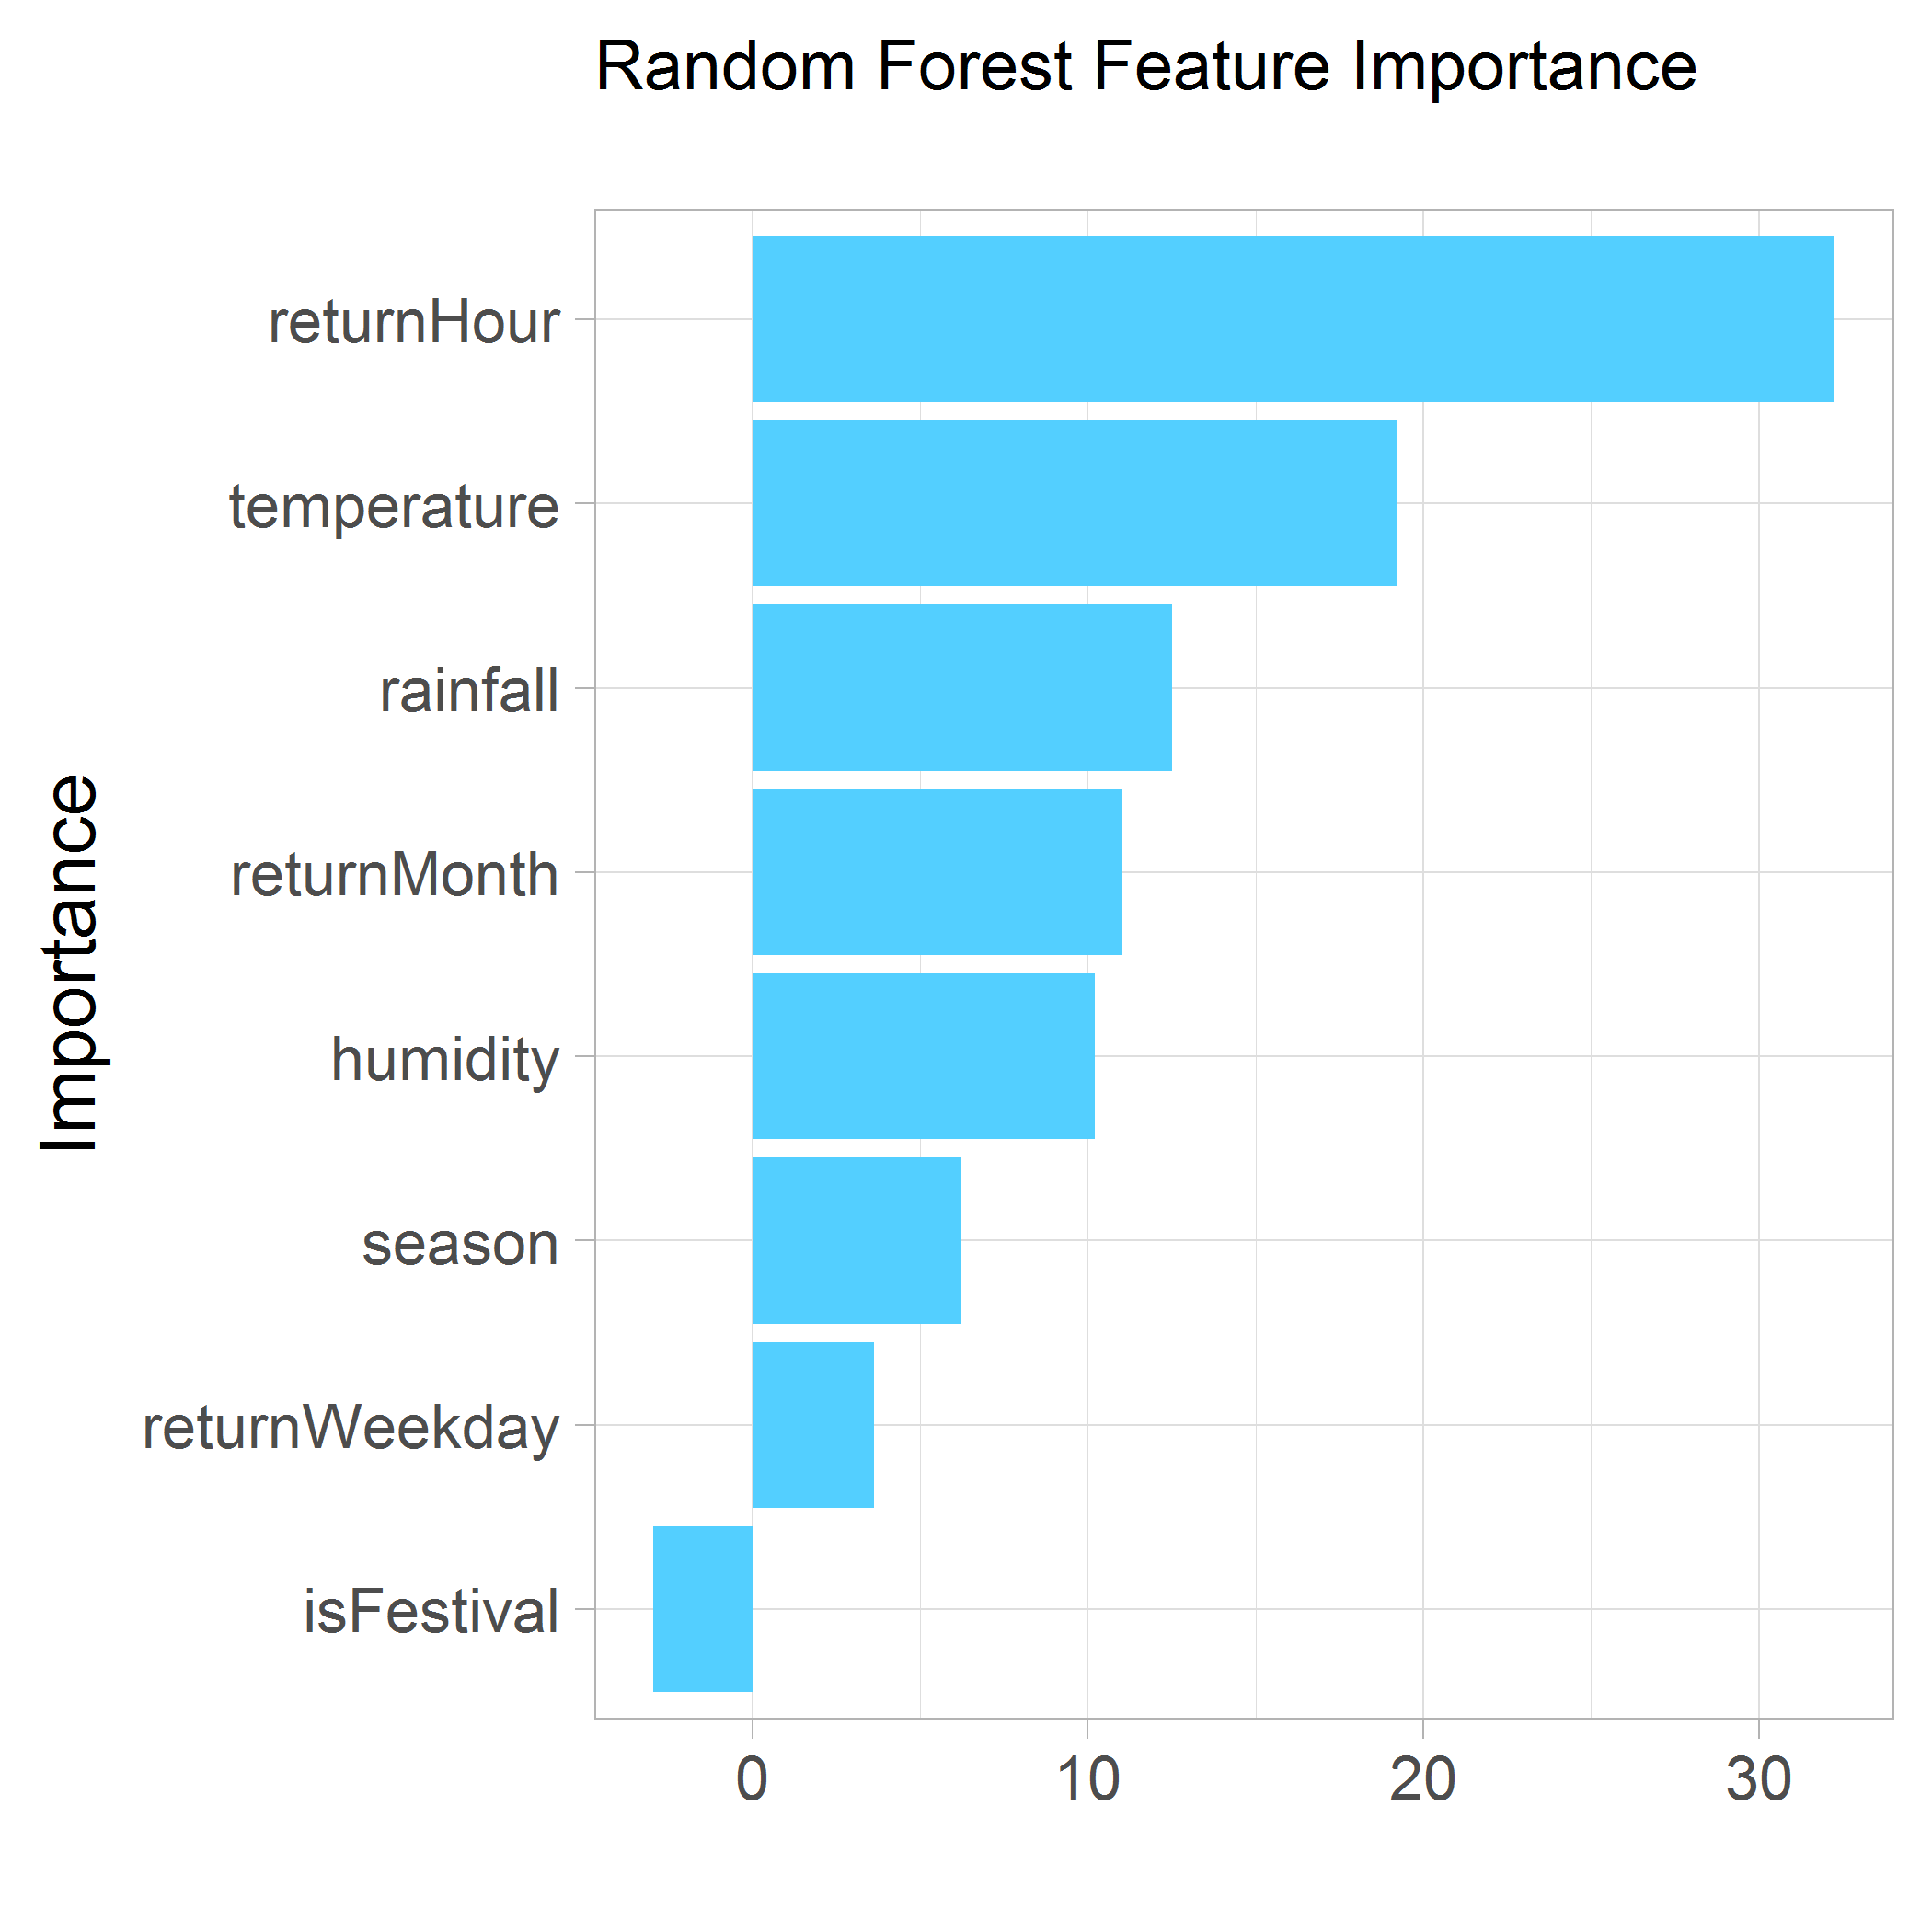 Random Forest Feature Importance
Importance
returnHour
temperature
rainfall
returnMonth
humidity
season
returnWeekday
isFestival
0 10 20 30